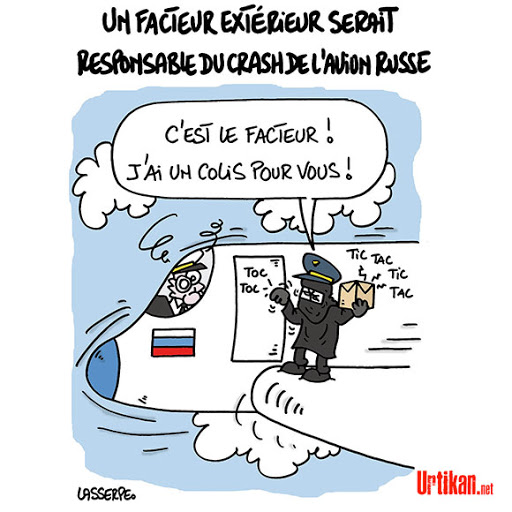 UN FACTEUR EXTÉRIEUR SERAIT
RESPONSABLE DU CRASH DE L'AVION RUSSE
C'EST LE FACTEUR !
J'AI UN COLIS POUR VOUS !
TOC
TOC
TIC
TAC
TIC
TAC
LASSERPE.
Urtikan.net